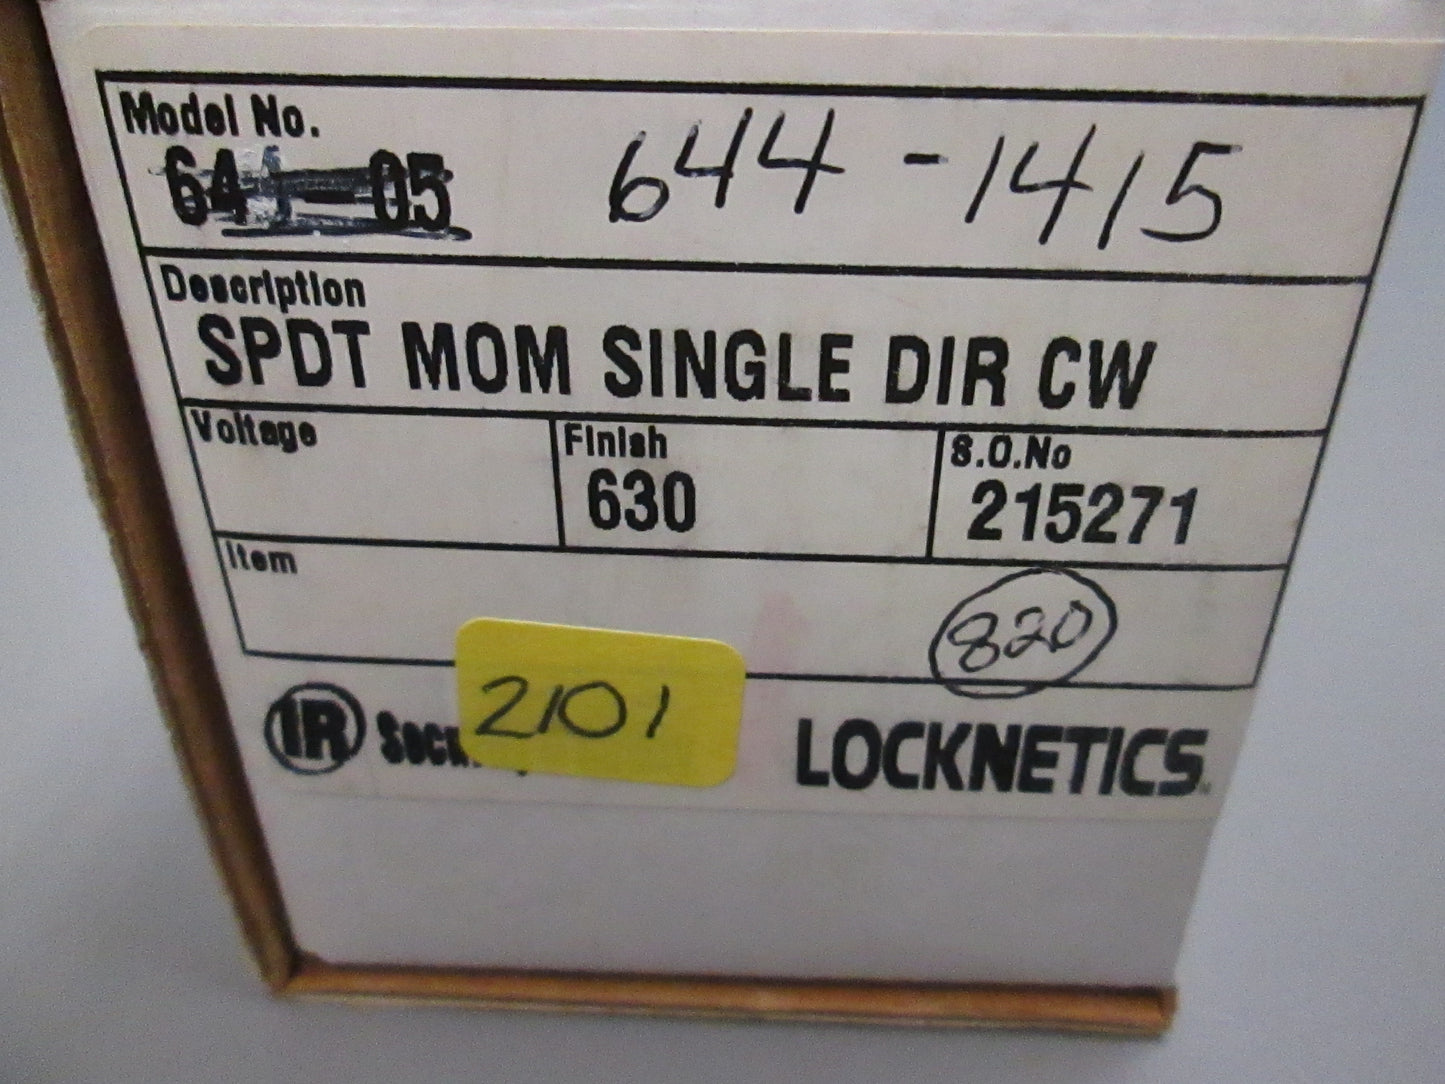 Model No.
644-1415
Description
SPDT MOM SINGLE DIR CW
Voltage Finish S.O.No
630 215271
Item
820
2101
IR
LOCKNETICS